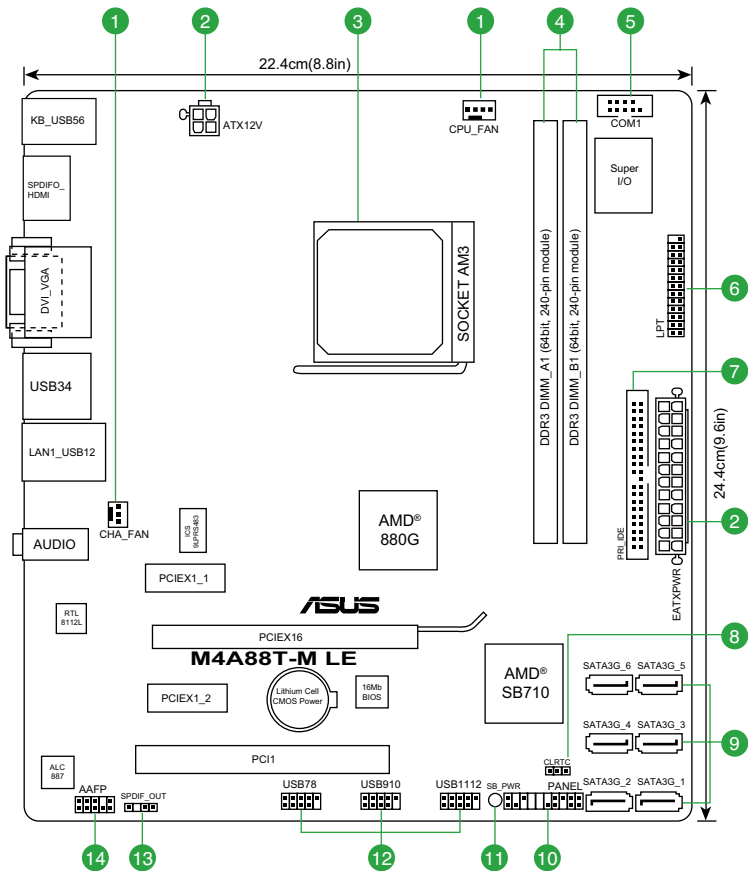 1
2
3
1
4
5
22.4cm(8.8in)
KB_USB56
ATX12V
CPU_FAN
COM1
SPDIFO_
HDMI
Super
I/O
DVI_VGA
SOCKET AM3
DDR3 DIMM_A1 (64bit, 240-pin module)
DDR3 DIMM_B1 (64bit, 240-pin module)
6
LPT
7
USB34
24.4cm(9.6in)
LAN1_USB12
1
CHA_FAN
ICS
9LPRS483
AMD®
880G
PRI_IDE
2
AUDIO
PCIEX1_1
EATXPWR
RTL
8112L
ASUS
8
PCIEX16
M4A88T-M LE
AMD®
SB710
SATA3G_6
SATA3G_5
PCIEX1_2
Lithium Cell
CMOS Power
16Mb
BIOS
SATA3G_4
SATA3G_3
9
PCI1
CLRTC
ALC
887
AAFP
SPDIF_OUT
USB78
USB910
USB1112
SB_PWR
PANEL
SATA3G_2
SATA3G_1
14
13
12
11
10